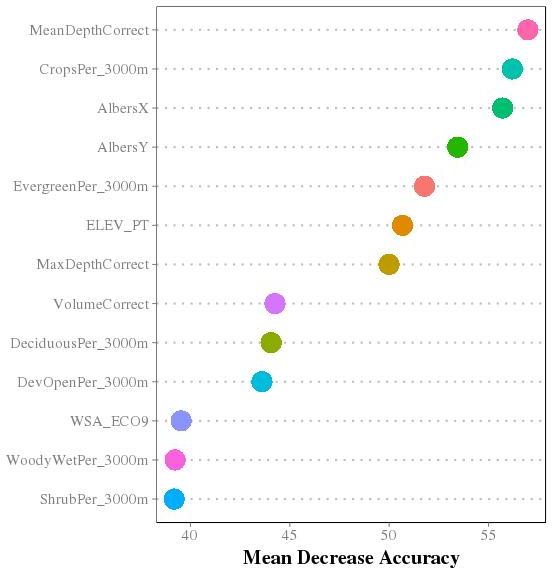 MeanDepthCorrect
CropsPer_3000m
AlbersX
AlbersY
EvergreenPer_3000m
ELEV_PT
MaxDepthCorrect
VolumeCorrect
DeciduousPer_3000m
DevOpenPer_3000m
WSA_ECO9
WoodyWetPer_3000m
ShrubPer_3000m
40 45 50 55
Mean Decrease Accuracy